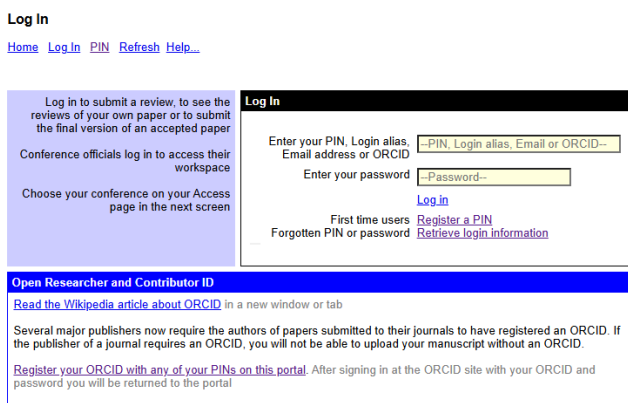 Log In
Home Log In PIN Refresh Help...
Log in to submit a review, to see the
reviews of your own paper or to submit
the final version of an accepted paper
Conference officials log in to access their
workspace
Choose your conference on your Access
page in the next screen
Log In
Enter your PIN, Login alias,
Email address or ORCID
--PIN, Login alias, Email or ORCID--
Enter your password
--Password--
Log in
First time users Register a PIN
Forgotten PIN or password Retrieve login information
Open Researcher and Contributor ID
Read the Wikipedia article about ORCID in a new window or tab
Several major publishers now require the authors of papers submitted to their journals to have registered an ORCID. If
the publisher of a journal requires an ORCID, you will not be able to upload your manuscript without an ORCID.
Register your ORCID with any of your PINs on this portal. After signing in at the ORCID site with your ORCID and
password you will be returned to the portal